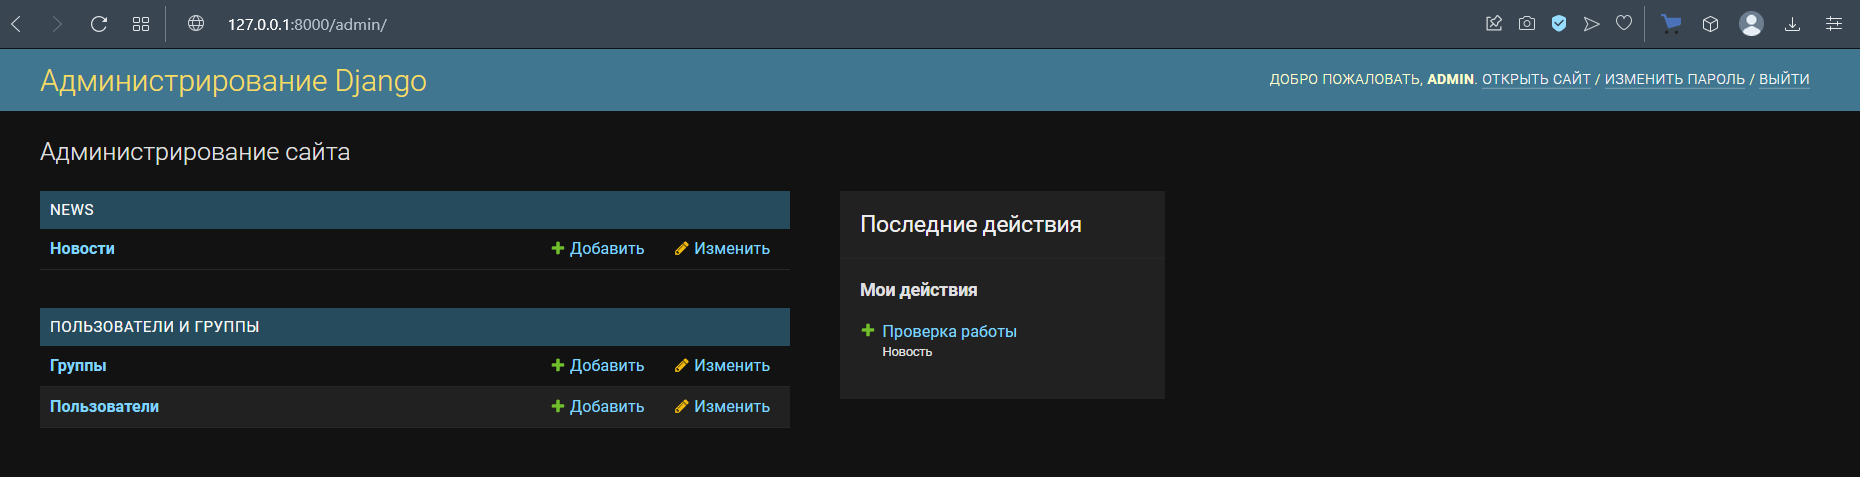 127.0.0.1:8000/admin/
Администрирование Django
ДОБРО ПОЖАЛОВАТЬ, ADMIN. ОТКРЫТЬ САЙТ / ИЗМЕНИТЬ ПАРОЛЬ / ВЫЙТИ
Администрирование сайта
NEWS
Новости Добавить Изменить
ПОЛЬЗОВАТЕЛИ И ГРУППЫ
Группы Добавить Изменить
Пользователи Добавить Изменить
Последние действия
Мои действия
Проверка работы
Новость